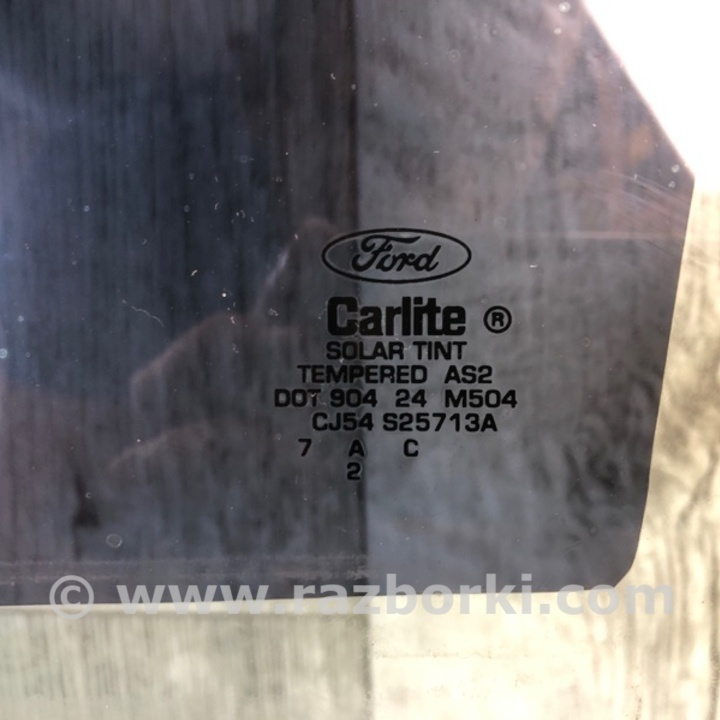 Ford
Carlite ®
SOLAR TINT
TEMPERED AS2
DOT 904 24 M504
CJ54 S25713A
7 A C
2
© www.razborki.com